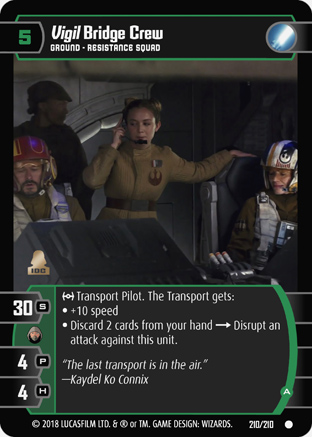 5
Vigil Bridge Crew
GROUND - RESISTANCE SQUAD
IDC
30 S
Transport Pilot. The Transport gets:
• +10 speed
• Discard 2 cards from your hand → Disrupt an
attack against this unit.
4 P
“The last transport is in the air.”
—Kaydel Ko Connix
4 H
A
© 2018 LUCASFILM LTD. & ® or TM. GAME DESIGN: WIZARDS. 210/210